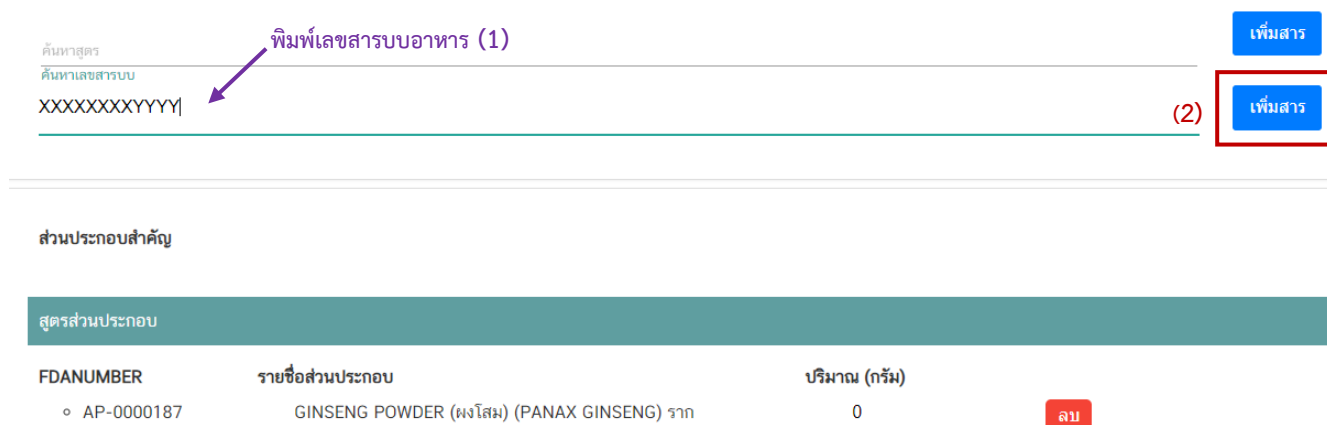 เพิ่มสาร
พิมพ์เลขสารบบอาหาร (1)
ค้นหาสูตร
ค้นหาเลขสารบบ
XXXXXXXXYYYY
(2)
เพิ่มสาร
ส่วนประกอบสำคัญ
สูตรส่วนประกอบ
FDANUMBER รายชื่อส่วนประกอบ ปริมาณ (กรัม)
AP-0000187 GINSENG POWDER (ผงโสม) (PANAX GINSENG) ราก 0 ลบ